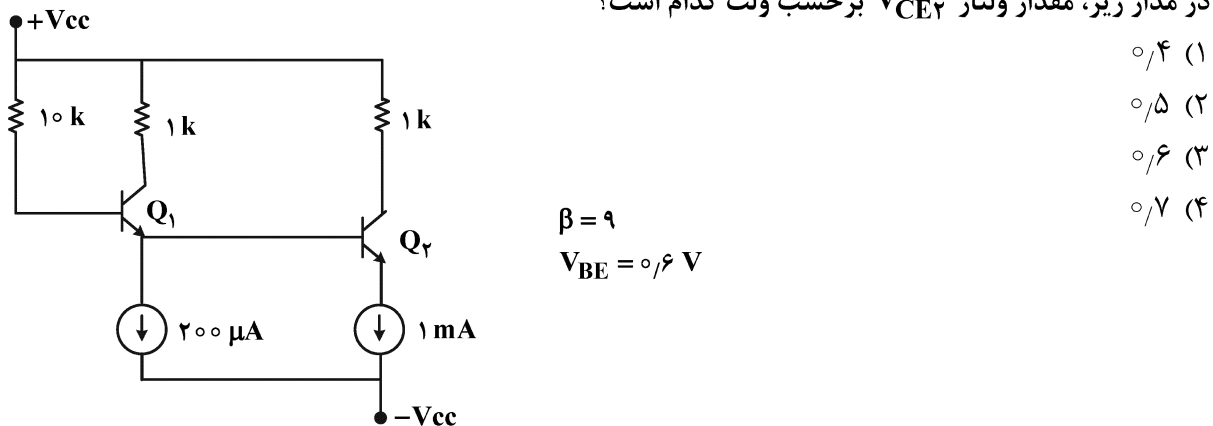 در مدار زیر، مقدار ولتاژ VCE۲ برحسب ولت کدام است؟
۱) ۰/۴
۲) ۰/۵
۳) ۰/۶
۴) ۰/۷
+Vcc
۱۰ k
۱ k
۱ k
Q۱
Q۲
β = ۹
VBE = ۰/۶ V
۲۰۰ μA
۱ mA
−Vcc